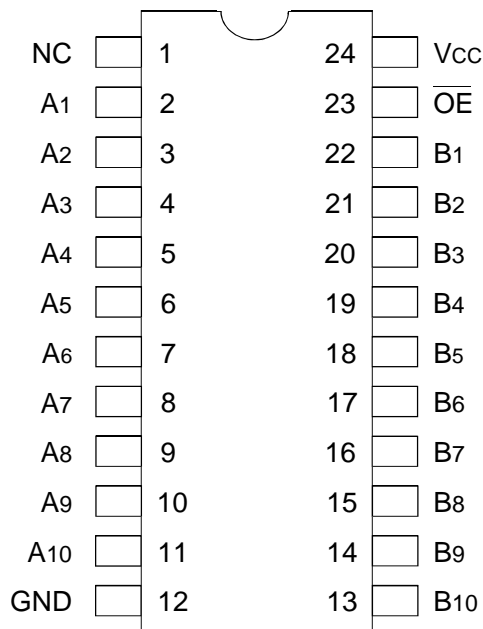 NC 1 24 VCC
A1 2 23 O̅E̅
A2 3 22 B1
A3 4 21 B2
A4 5 20 B3
A5 6 19 B4
A6 7 18 B5
A7 8 17 B6
A8 9 16 B7
A9 10 15 B8
A10 11 14 B9
GND 12 13 B10